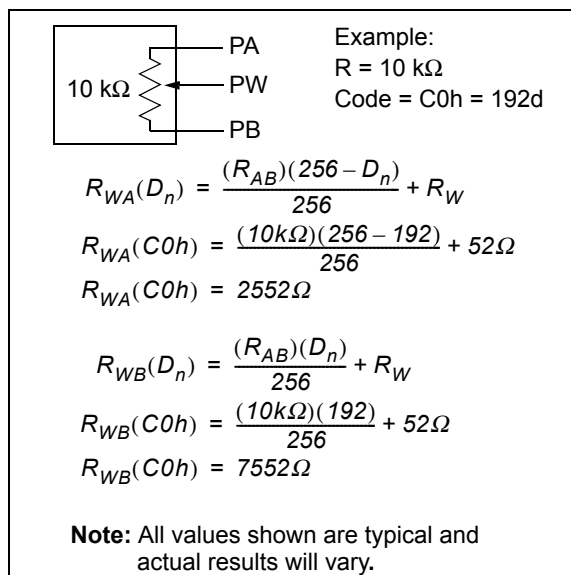 PA
PW
PB
10 kΩ
Example:
R = 10 kΩ
Code = C0h = 192d
R_WA(D_n) = (R_AB)(256 – D_n) / 256 + R_W
R_WA(C0h) = (10kΩ)(256 – 192) / 256 + 52Ω
R_WA(C0h) = 2552Ω
R_WB(D_n) = (R_AB)(D_n) / 256 + R_W
R_WB(C0h) = (10kΩ)(192) / 256 + 52Ω
R_WB(C0h) = 7552Ω
Note: All values shown are typical and
actual results will vary.